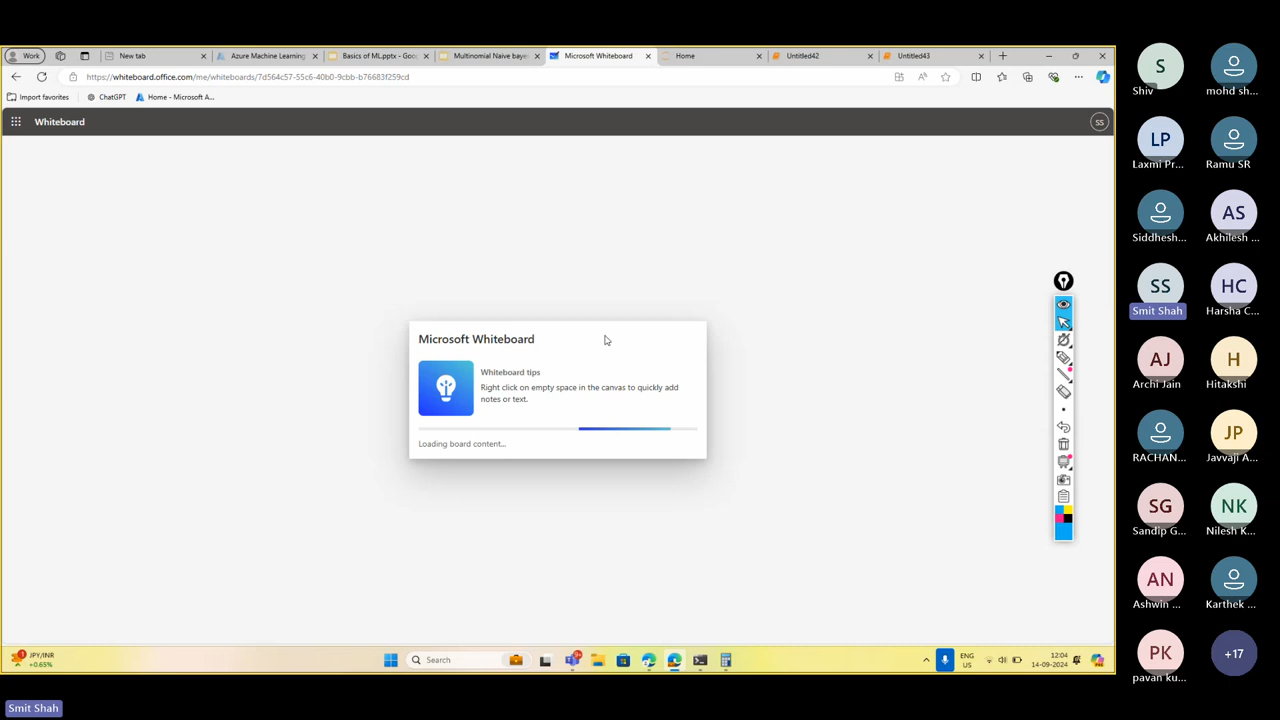 Work
New tab
Azure Machine Learning
Basics of ML.pptx - Goo
Multinomial Naive baye
Microsoft Whiteboard
Home
Untitled42
Untitled43
https://whiteboard.office.com/me/whiteboards/7d564c57-55c6-40b0-9cbb-b76683f259cd
Import favorites
ChatGPT
Home - Microsoft A...
Whiteboard
SS
Microsoft Whiteboard
Whiteboard tips
Right click on empty space in the canvas to quickly add
notes or text.
Loading board content...
JPY/INR
+0.65%
Search
ENG
US
12:04
14-09-2024
S
Shiv
mohd sh...
LP
Laxmi Pr...
Ramu SR
Siddhesh...
AS
Akhilesh ...
SS
Smit Shah
HC
Harsha C...
AJ
Archi Jain
H
Hitakshi
RACHAN...
JP
Javvaji A...
SG
Sandip G...
NK
Nilesh K...
AN
Ashwin ...
Karthek ...
PK
pavan ku...
+17
Smit Shah